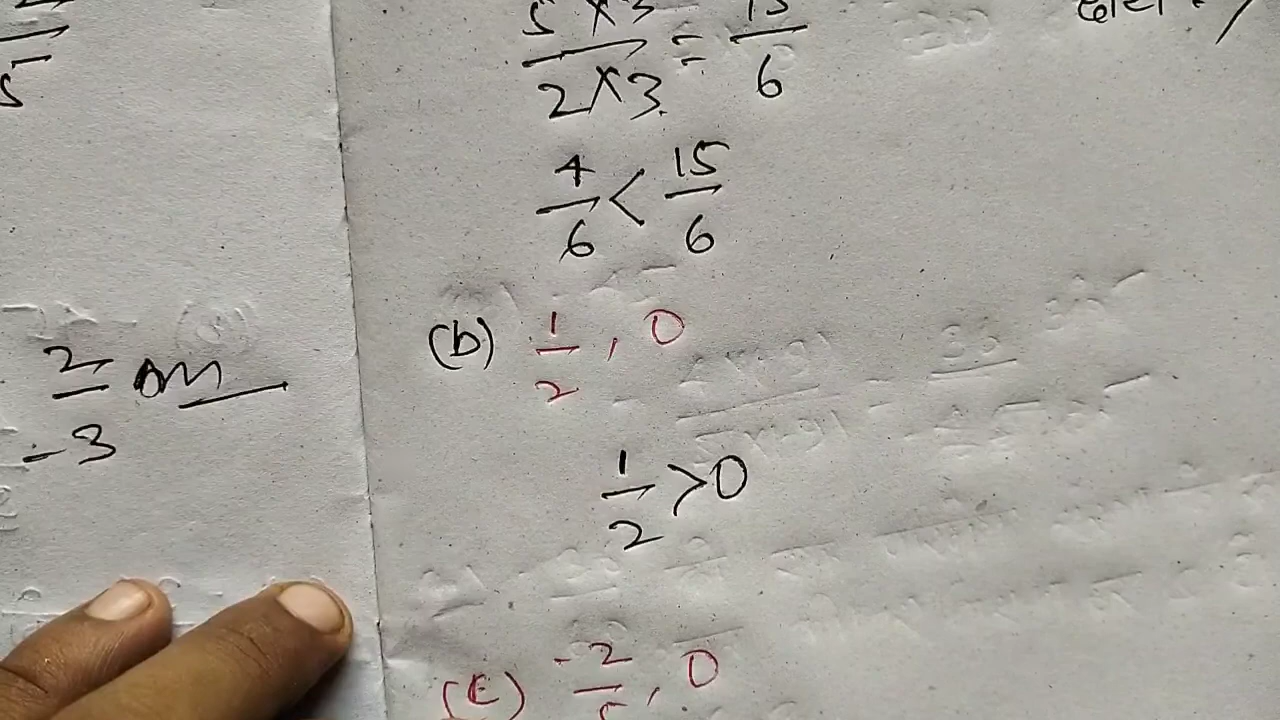 5 × 3 / 2 × 3 = 15 / 6
4/6 < 15/6
(b) 1/2 , 0
1/2 > 0
(c) -2/5 , 0
2/-3 Ans